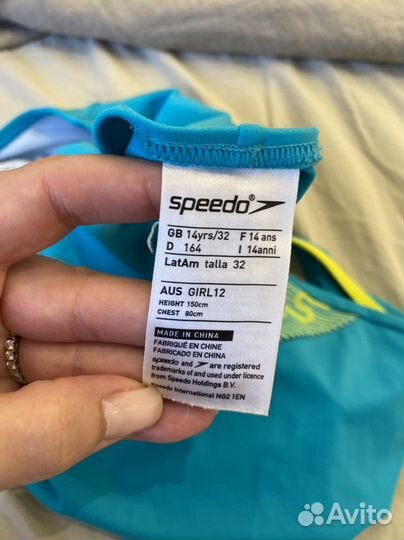 speedo®
GB 14yrs/32 F 14 ans
D 164 I 14anni
LatAm talla 32
AUS GIRL12
HEIGHT 150cm
CHEST 80cm
MADE IN CHINA
FABRIQUÉ EN CHINE
FABRICADO EN CHINA
speedo and are registered
trademarks of and used under licence
from Speedo Holdings B.V.
Speedo International NG2 1EN
Avito